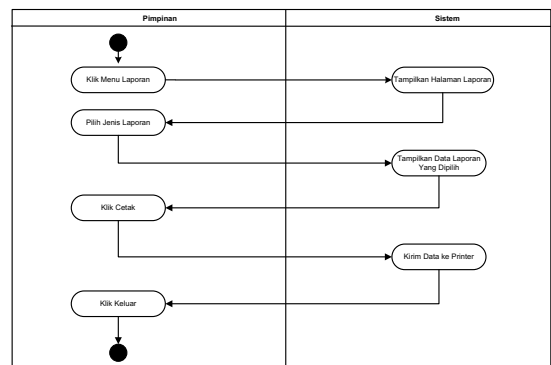 Pimpinan
Sistem
Klik Menu Laporan
Tampilkan Halaman Laporan
Pilih Jenis Laporan
Tampilkan Data Laporan
Yang Dipilih
Klik Cetak
Kirim Data ke Printer
Klik Keluar